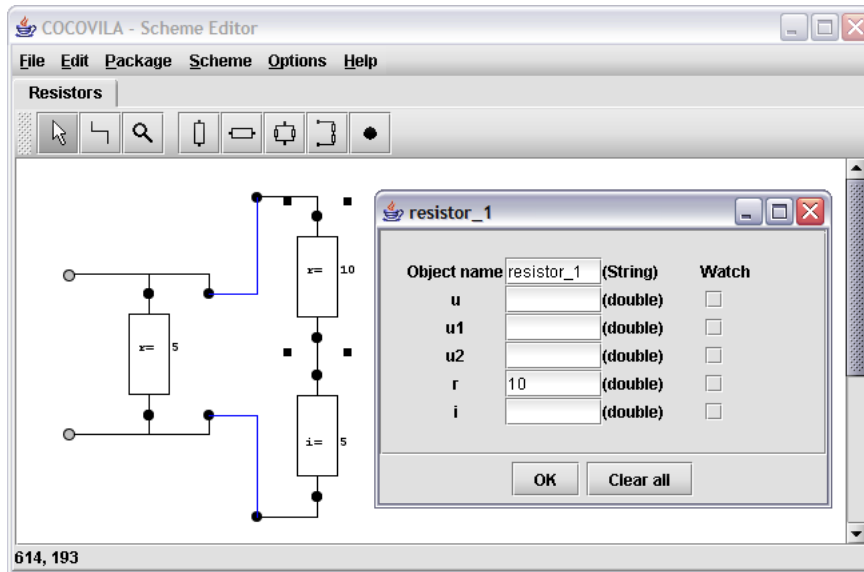 COCOVILA - Scheme Editor
File Edit Package Scheme Options Help
Resistors
r= 10
r= 5
i= 5
resistor_1
Object name resistor_1 (String) Watch
u (double)
u1 (double)
u2 (double)
r 10 (double)
i (double)
OK Clear all
614, 193